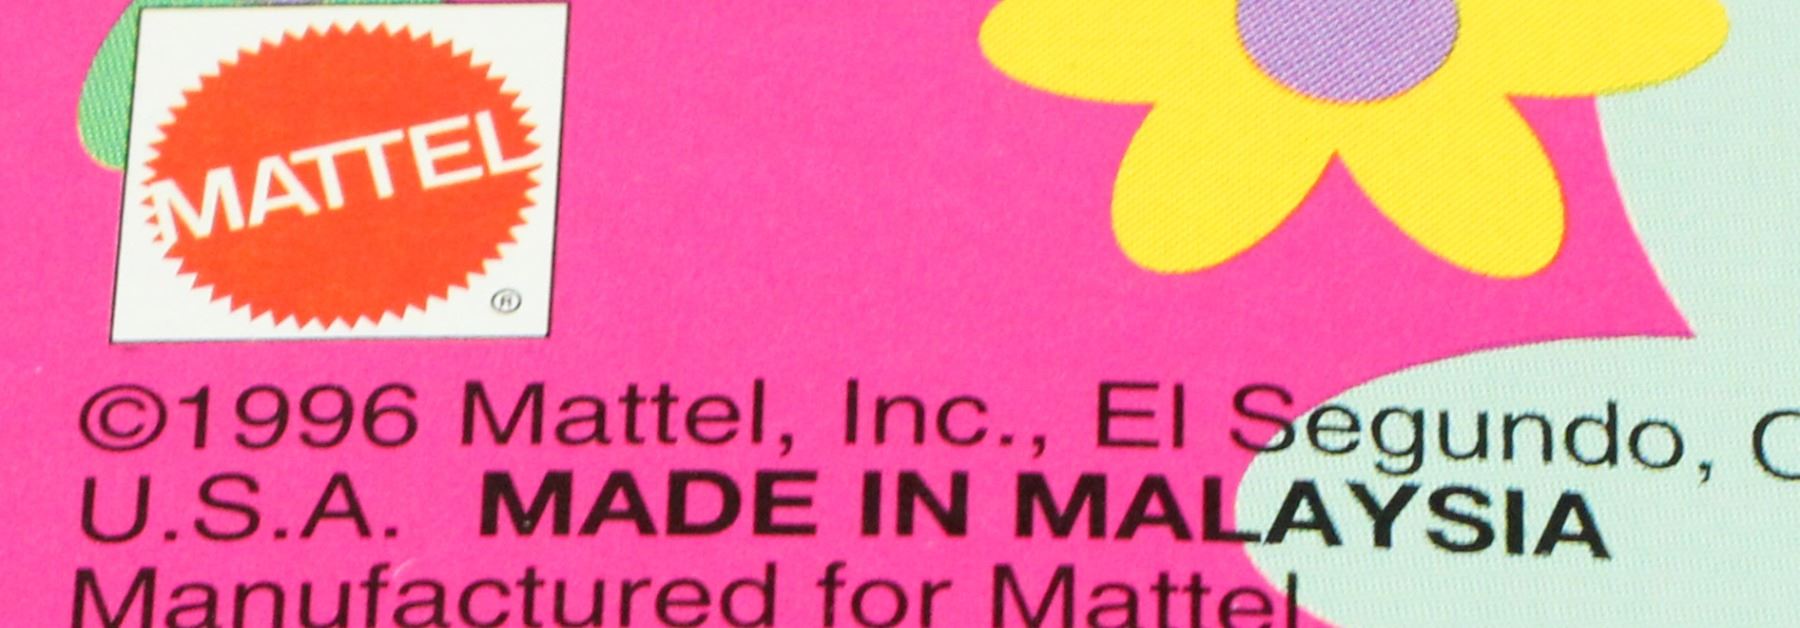 MATTEL
®
©1996 Mattel, Inc., El Segundo, C
U.S.A. MADE IN MALAYSIA
Manufactured for Mattel